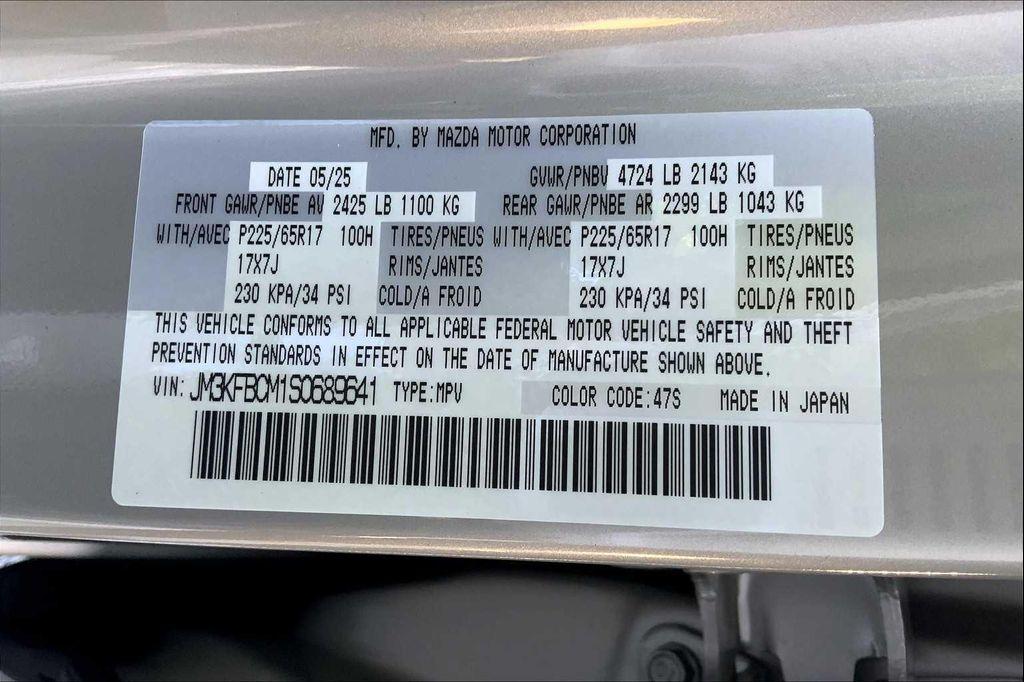 MFD. BY MAZDA MOTOR CORPORATION
DATE 05/25 GVWR/PNBV 4724 LB 2143 KG
FRONT GAWR/PNBE AV 2425 LB 1100 KG REAR GAWR/PNBE AR 2299 LB 1043 KG
WITH/AVEC P225/65R17 100H TIRES/PNEUS WITH/AVEC P225/65R17 100H TIRES/PNEUS
17X7J RIMS/JANTES 17X7J RIMS/JANTES
230 KPA/34 PSI COLD/A FROID 230 KPA/34 PSI COLD/A FROID
THIS VEHICLE CONFORMS TO ALL APPLICABLE FEDERAL MOTOR VEHICLE SAFETY AND THEFT
PREVENTION STANDARDS IN EFFECT ON THE DATE OF MANUFACTURE SHOWN ABOVE.
VIN: JM3KFBCM1S0689641 TYPE:MPV COLOR CODE:47S MADE IN JAPAN